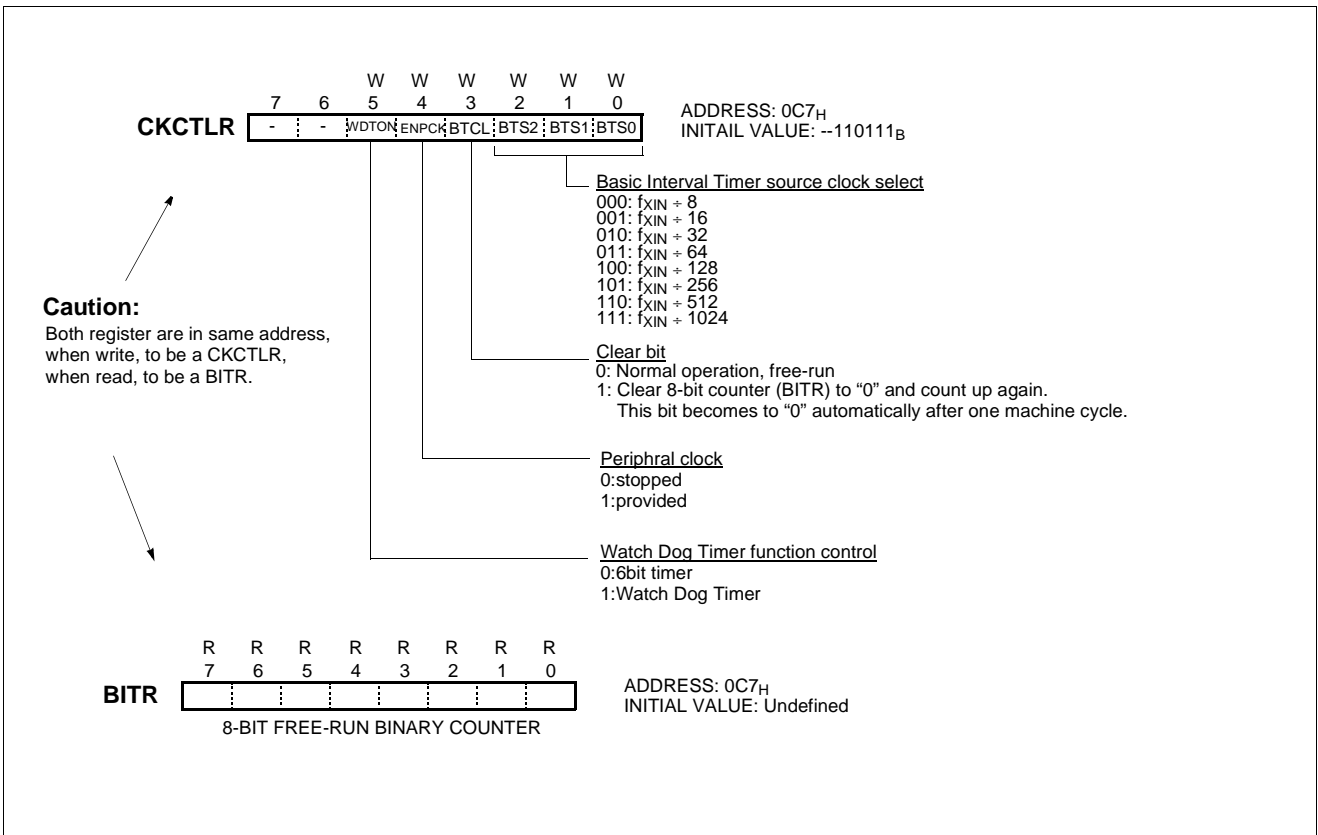 W W W W W W
7 6 5 4 3 2 1 0
CKCTLR - - WDTON ENPCK BTCL BTS2 BTS1 BTS0
ADDRESS: 0C7H
INITAIL VALUE: --110111B
Basic Interval Timer source clock select
000: fXIN ÷ 8
001: fXIN ÷ 16
010: fXIN ÷ 32
011: fXIN ÷ 64
100: fXIN ÷ 128
101: fXIN ÷ 256
110: fXIN ÷ 512
111: fXIN ÷ 1024
Caution:
Both register are in same address,
when write, to be a CKCTLR,
when read, to be a BITR.
Clear bit
0: Normal operation, free-run
1: Clear 8-bit counter (BITR) to “0” and count up again.
This bit becomes to “0” automatically after one machine cycle.
Periphral clock
0:stopped
1:provided
Watch Dog Timer function control
0:6bit timer
1:Watch Dog Timer
R R R R R R R R
7 6 5 4 3 2 1 0
BITR
ADDRESS: 0C7H
INITIAL VALUE: Undefined
8-BIT FREE-RUN BINARY COUNTER